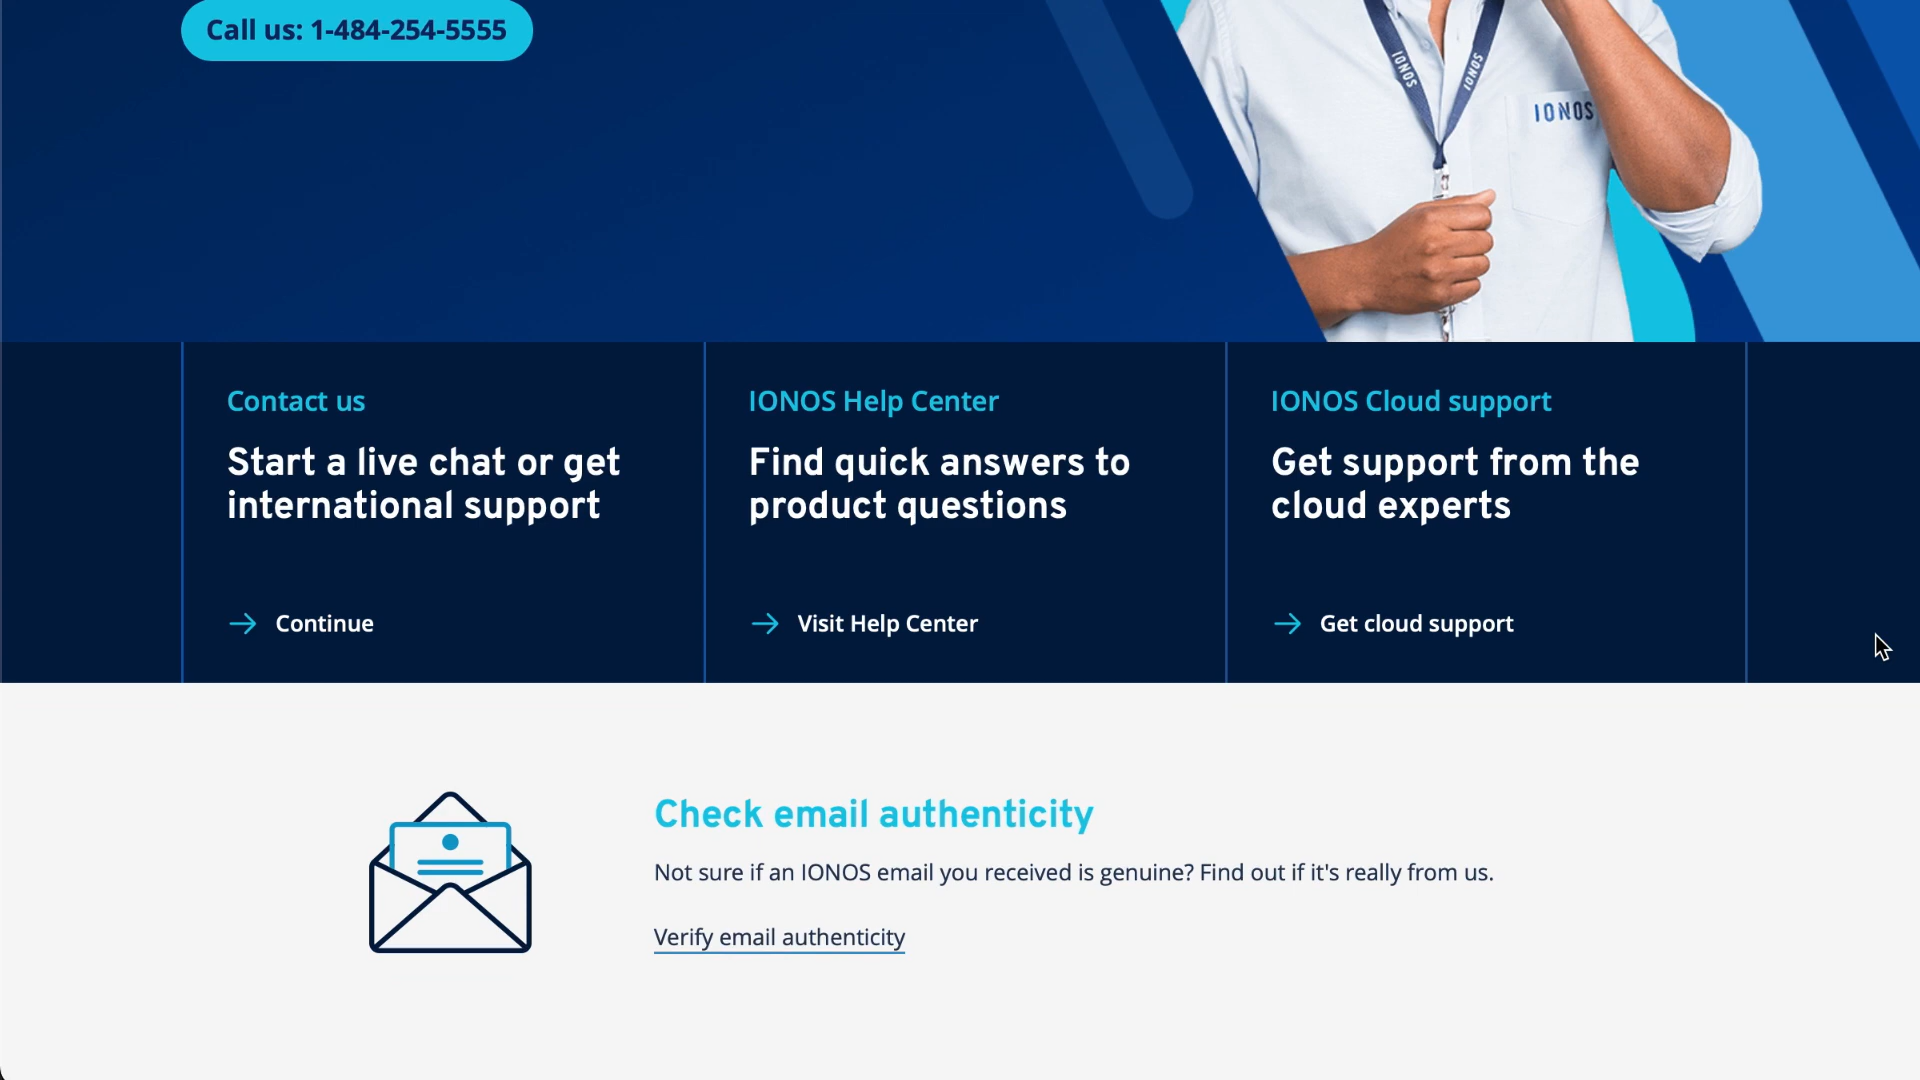 Call us: 1-484-254-5555
IONOS
IONOS
IONOS
Contact us
Start a live chat or get
international support
Continue
IONOS Help Center
Find quick answers to
product questions
Visit Help Center
IONOS Cloud support
Get support from the
cloud experts
Get cloud support
Check email authenticity
Not sure if an IONOS email you received is genuine? Find out if it's really from us.
Verify email authenticity